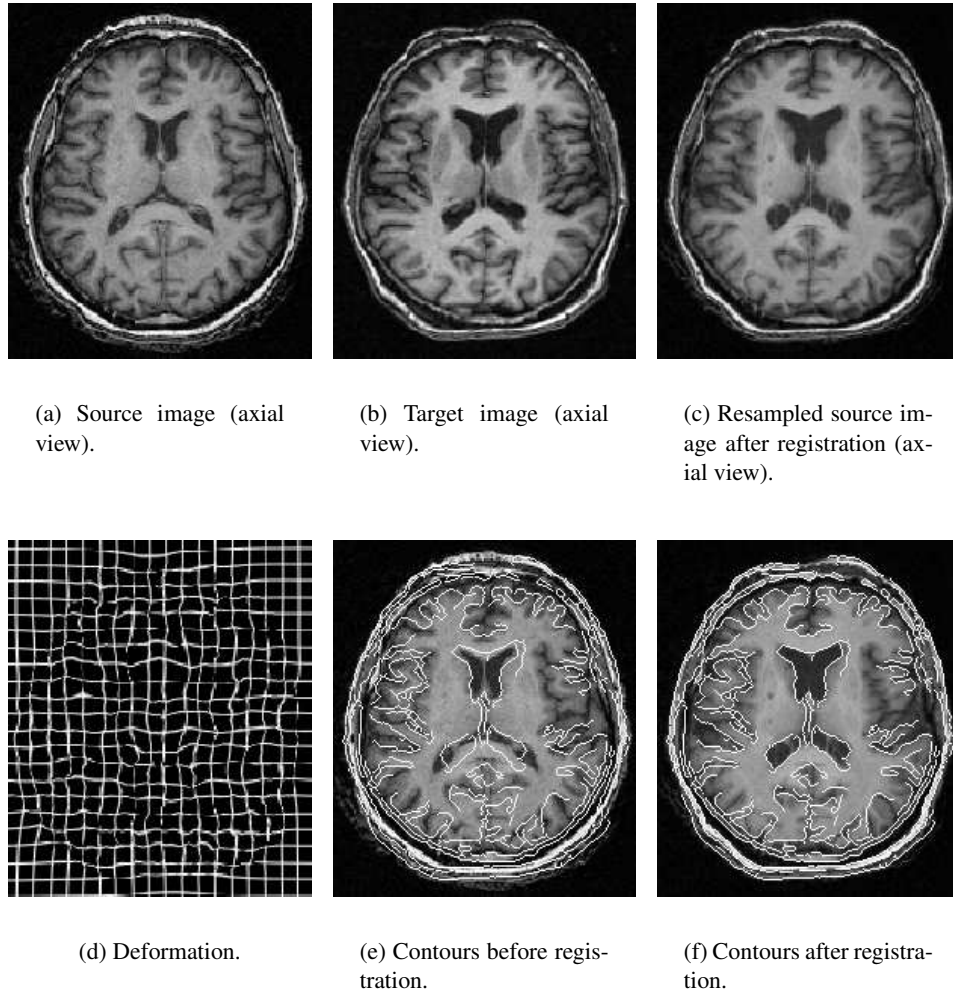 (a) Source image (axial
view).
(b) Target image (axial
view).
(c) Resampled source im-
age after registration (ax-
ial view).
(d) Deformation.
(e) Contours before regis-
tration.
(f) Contours after registra-
tion.